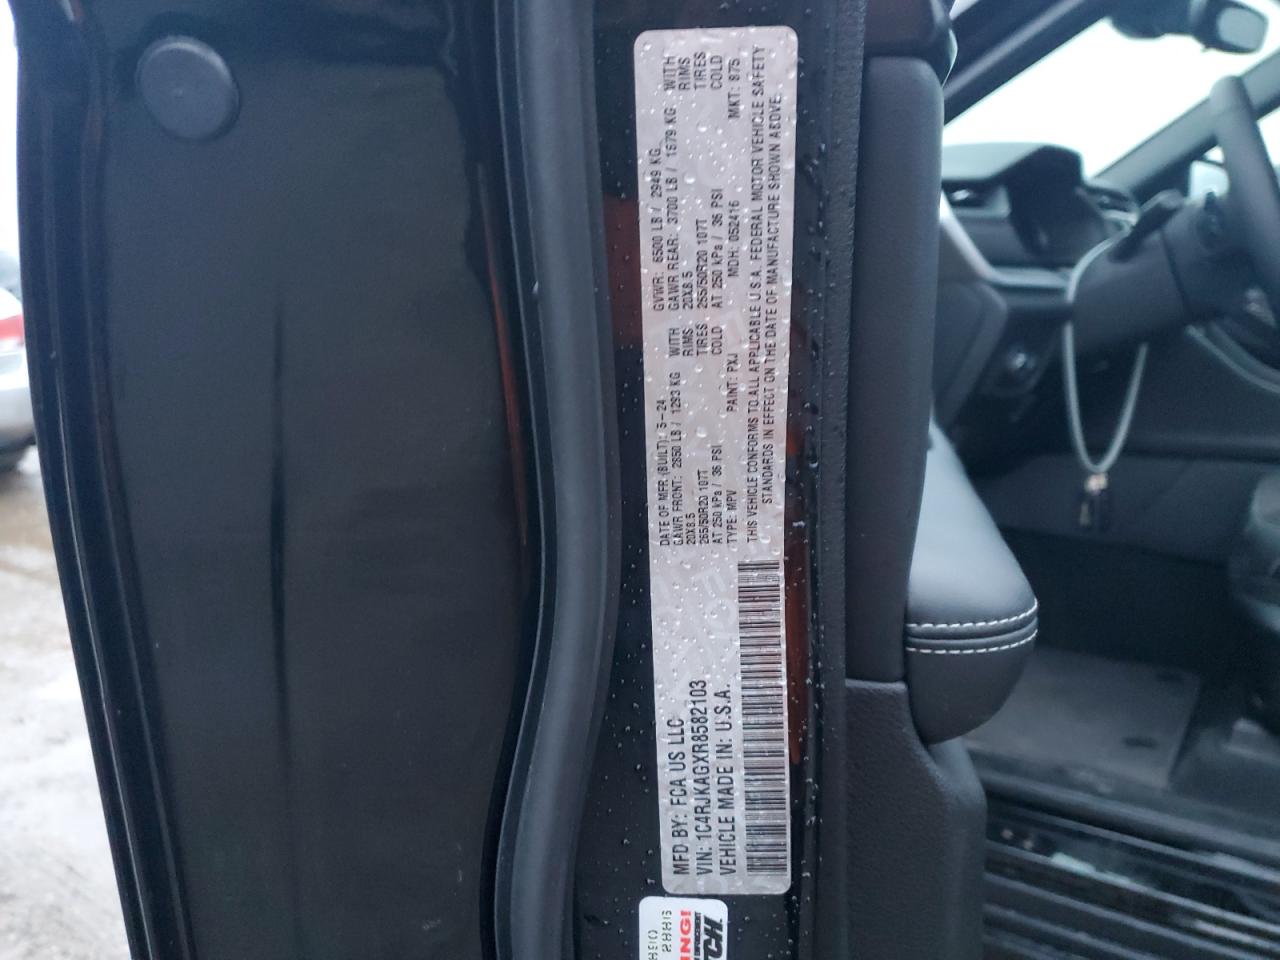 MFD BY: FCA US LLC
VIN: 1C4RJKAGXR8582103
VEHICLE MADE IN: U.S.A.
DATE OF MFR (BUILT): 5-24 GVWR: 6500 LB / 2949 KG
GAWR FRONT: 2850 LB / 1293 KG WITH GAWR REAR: 3700 LB / 1679 KG WITH
20X8.5 RIMS 20X8.5 RIMS
265/50R20 107T TIRES 265/50R20 107T TIRES
AT 250 kPa / 36 PSI COLD AT 250 kPa / 36 PSI COLD
TYPE: MPV PAINT: PXJ MDH: 052416 MKT: 875
THIS VEHICLE CONFORMS TO ALL APPLICABLE U.S.A. FEDERAL MOTOR VEHICLE SAFETY
STANDARDS IN EFFECT ON THE DATE OF MANUFACTURE SHOWN ABOVE.